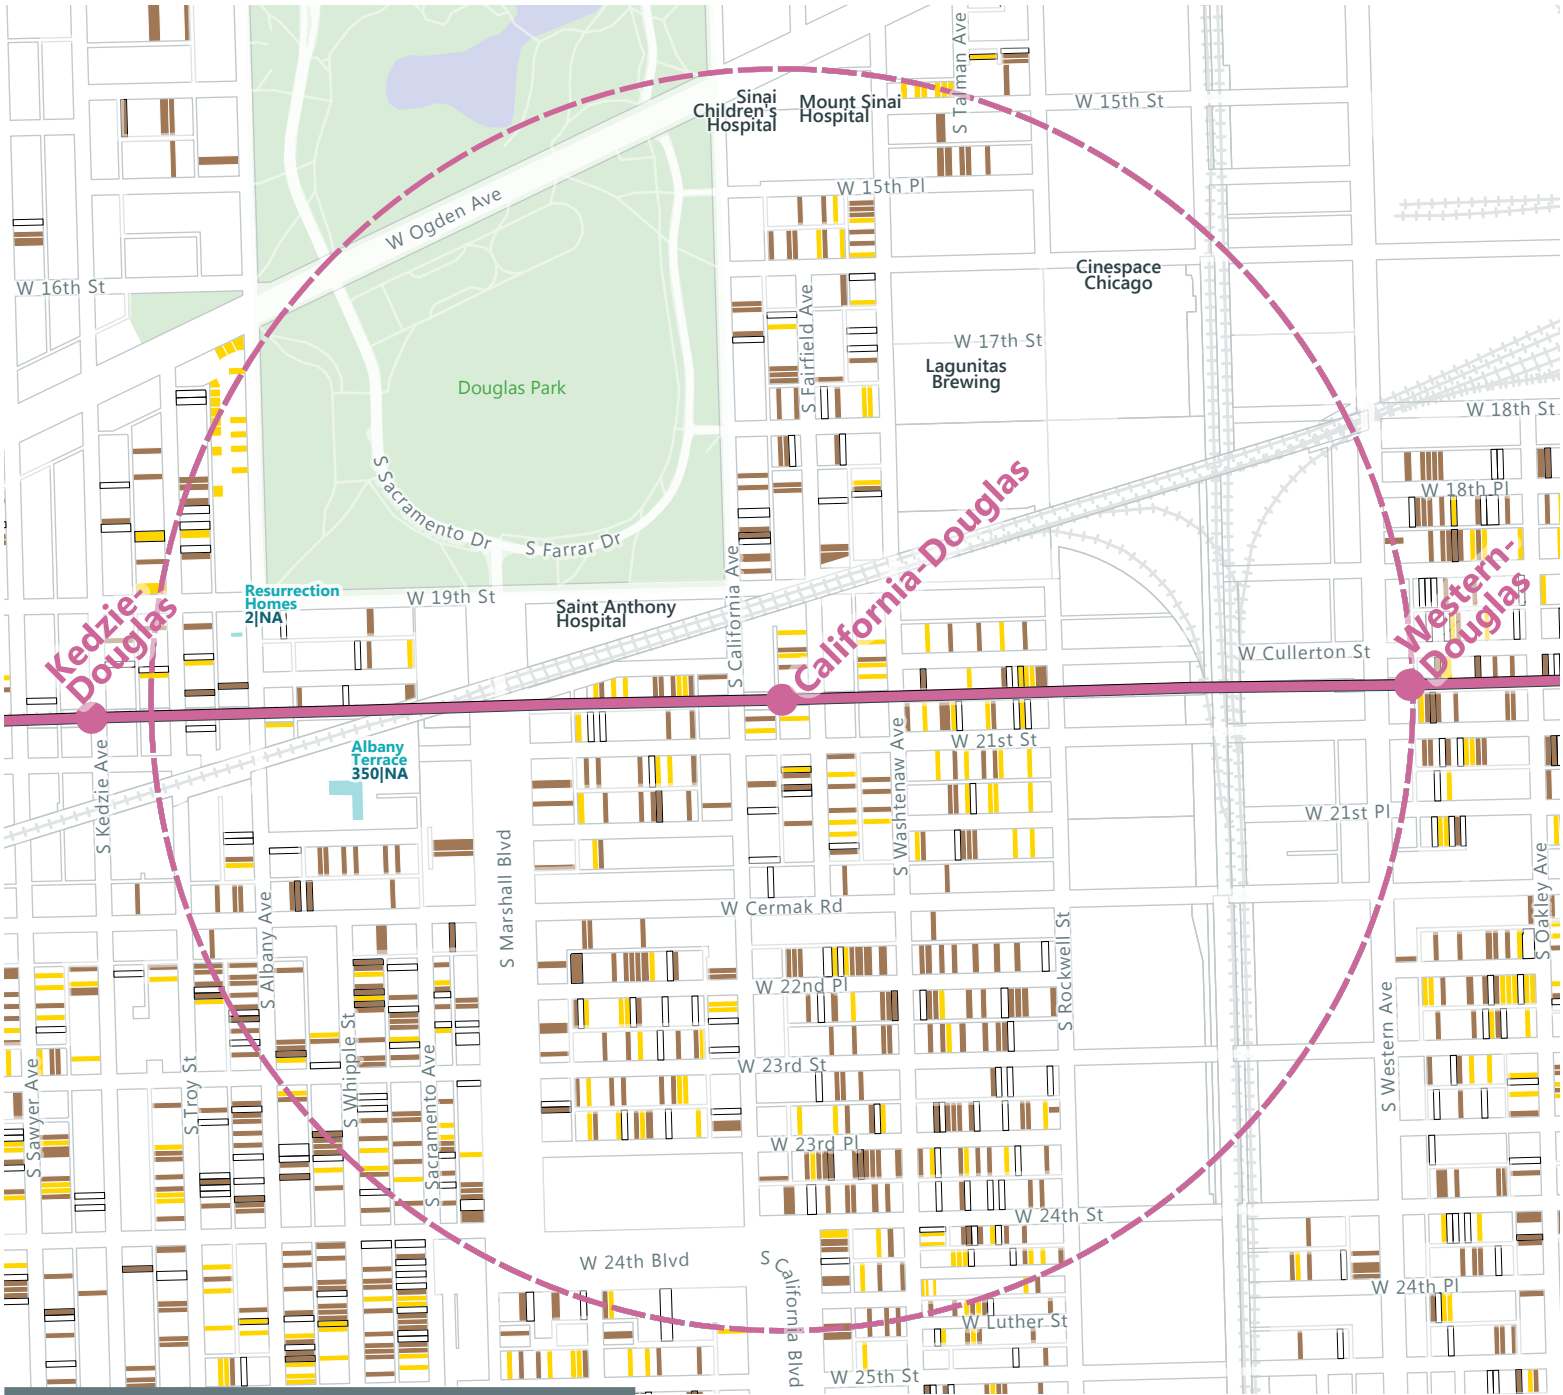 S Talman Ave
Sinai
Children's
Hospital
Mount Sinai
Hospital
W 15th St
W 15th Pl
W Ogden Ave
W 16th St
Cinespace
Chicago
S Fairfield Ave
W 17th St
Lagunitas
Brewing
Douglas Park
W 18th St
S Sacramento Dr
S Farrar Dr
W 18th Pl
California-Douglas
Western-
Douglas
Kedzie-
Douglas
Resurrection
Homes
2|NA
W 19th St
Saint Anthony
Hospital
S California Ave
W Cullerton St
S Kedzie Ave
Albany
Terrace
350|NA
S Washtenaw Ave
W 21st St
W 21st Pl
S Marshall Blvd
S Albany Ave
W Cermak Rd
S Rockwell St
S Oakley Ave
W 22nd Pl
S Western Ave
S Whipple St
S Sacramento Ave
S Troy St
S Sawyer Ave
W 23rd St
W 23rd Pl
W 24th St
W 24th Blvd
S California Blvd
W 24th Pl
W Luther St
W 25th St